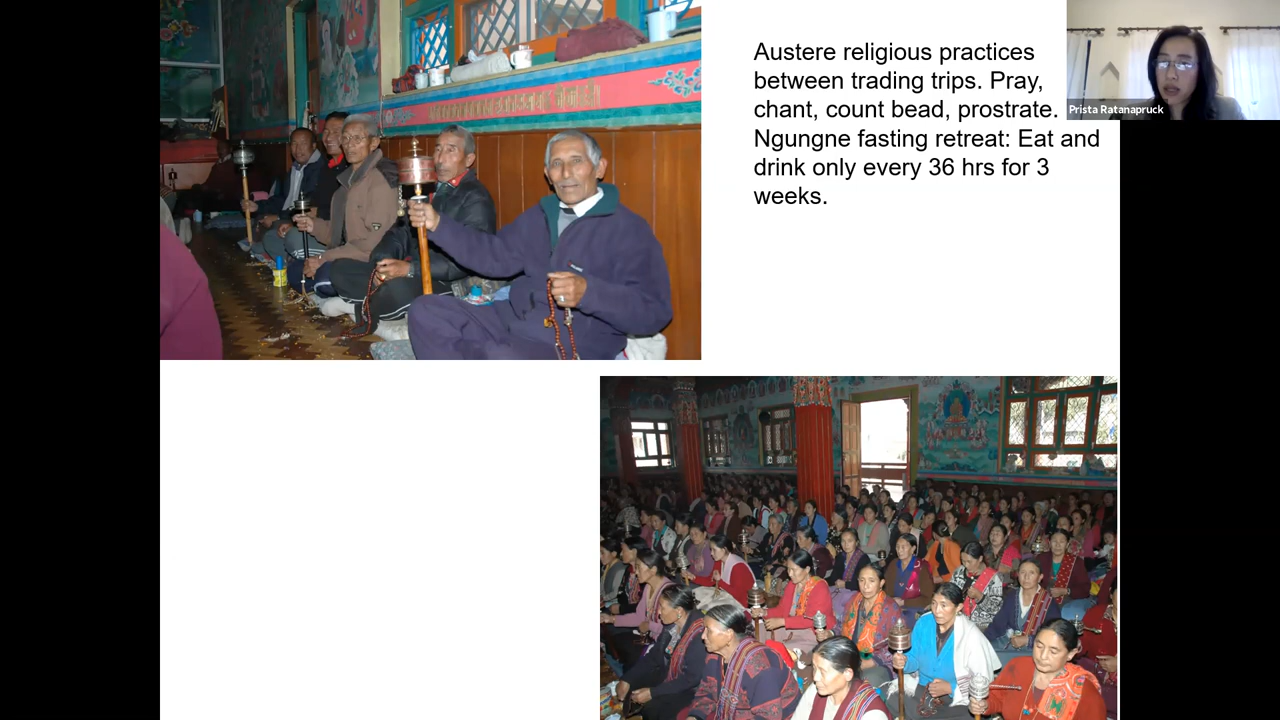 Austere religious practices
between trading trips. Pray,
chant, count bead, prostrate.
Ngungne fasting retreat: Eat and
drink only every 36 hrs for 3
weeks.
Prista Ratanapruck